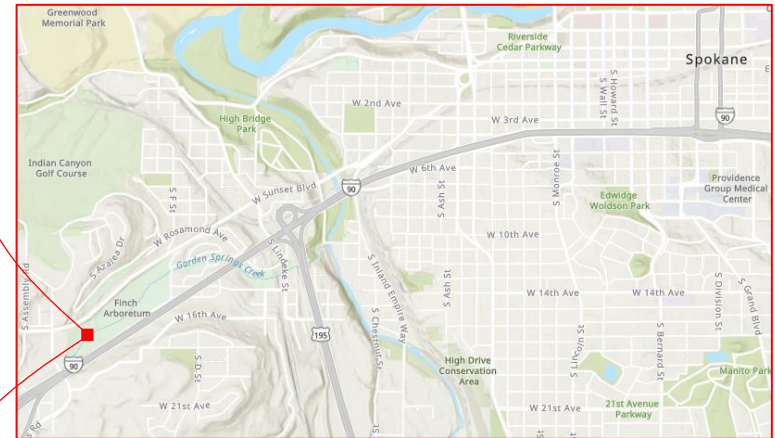 Greenwood
Memorial Park
Riverside
Cedar Parkway
Spokane
S Wall St
S Howard St
W 2nd Ave
W 3rd Ave
90
High Bridge
Park
Indian Canyon
Golf Course
W 6th Ave
S Monroe St
Providence
Group Medical
Center
90
W Sunset Blvd
S Ash St
Edwidge
Woldson Park
S F St
W Rosamond Ave
S Lindeke St
W 10th Ave
S Azalea Dr
Garden Springs Creek
S Inland Empire Way
S Ash St
S Assembly Rd
Finch
Arboretum
W 14th Ave
W 14th Ave
S Division St
S Grand Blvd
W 16th Ave
195
S Chestnut St
S Lincoln St
S Bernard St
90
S D St
High Drive
Conservation
Area
Manito Park
W 21st Ave
W 21st Ave
21st Avenue
Parkway